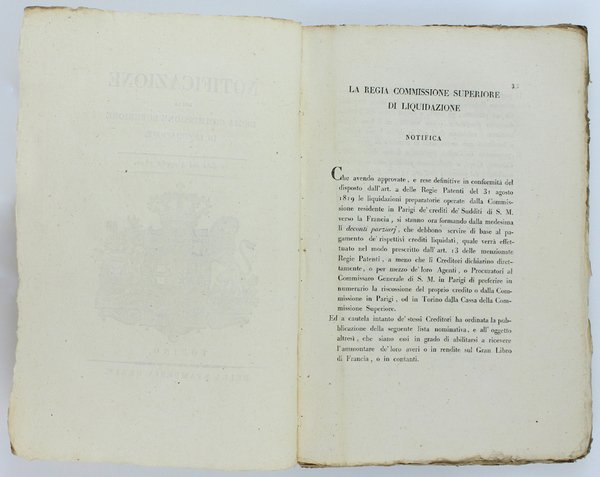 NOTIFICAZIONE
3
LA REGIA COMMISSIONE SUPERIORE
DI LIQUIDAZIONE
NOTIFICA
Che avendo approvate, e rese definitive in conformità del
disposto dall'art. 2 delle Regie Patenti del 31 agosto
1819 le liquidazioni preparatorie operate dalla Commis-
sione residente in Parigi de' crediti de' Sudditi di S. M.
verso la Francia, si stanno ora formando dalla medesima
li deconti parziarj, che debbono servire di base al pa-
gamento de' rispettivi crediti liquidati, quale verrà effet-
tuato nel modo prescritto dall'art. 13 delle menzionate
Regie Patenti, a meno che li Creditori dichiarino diret-
tamente, o per mezzo de' loro Agenti, o Procuratori al
Commissaro Generale di S. M. in Parigi di preferire in
numerario la riscossione del proprio credito o dalla Com-
missione in Parigi, od in Torino dalla Cassa della Com-
missione Superiore.
Ed a cautela intanto de' stessi Creditori ha ordinata la pub-
blicazione della seguente lista nominativa, e all'oggetto
altresì, che siano essi in grado di abilitarsi a ricevere
l'ammontare de' loro averi o in rendite sul Gran Libro
di Francia, o in contanti.